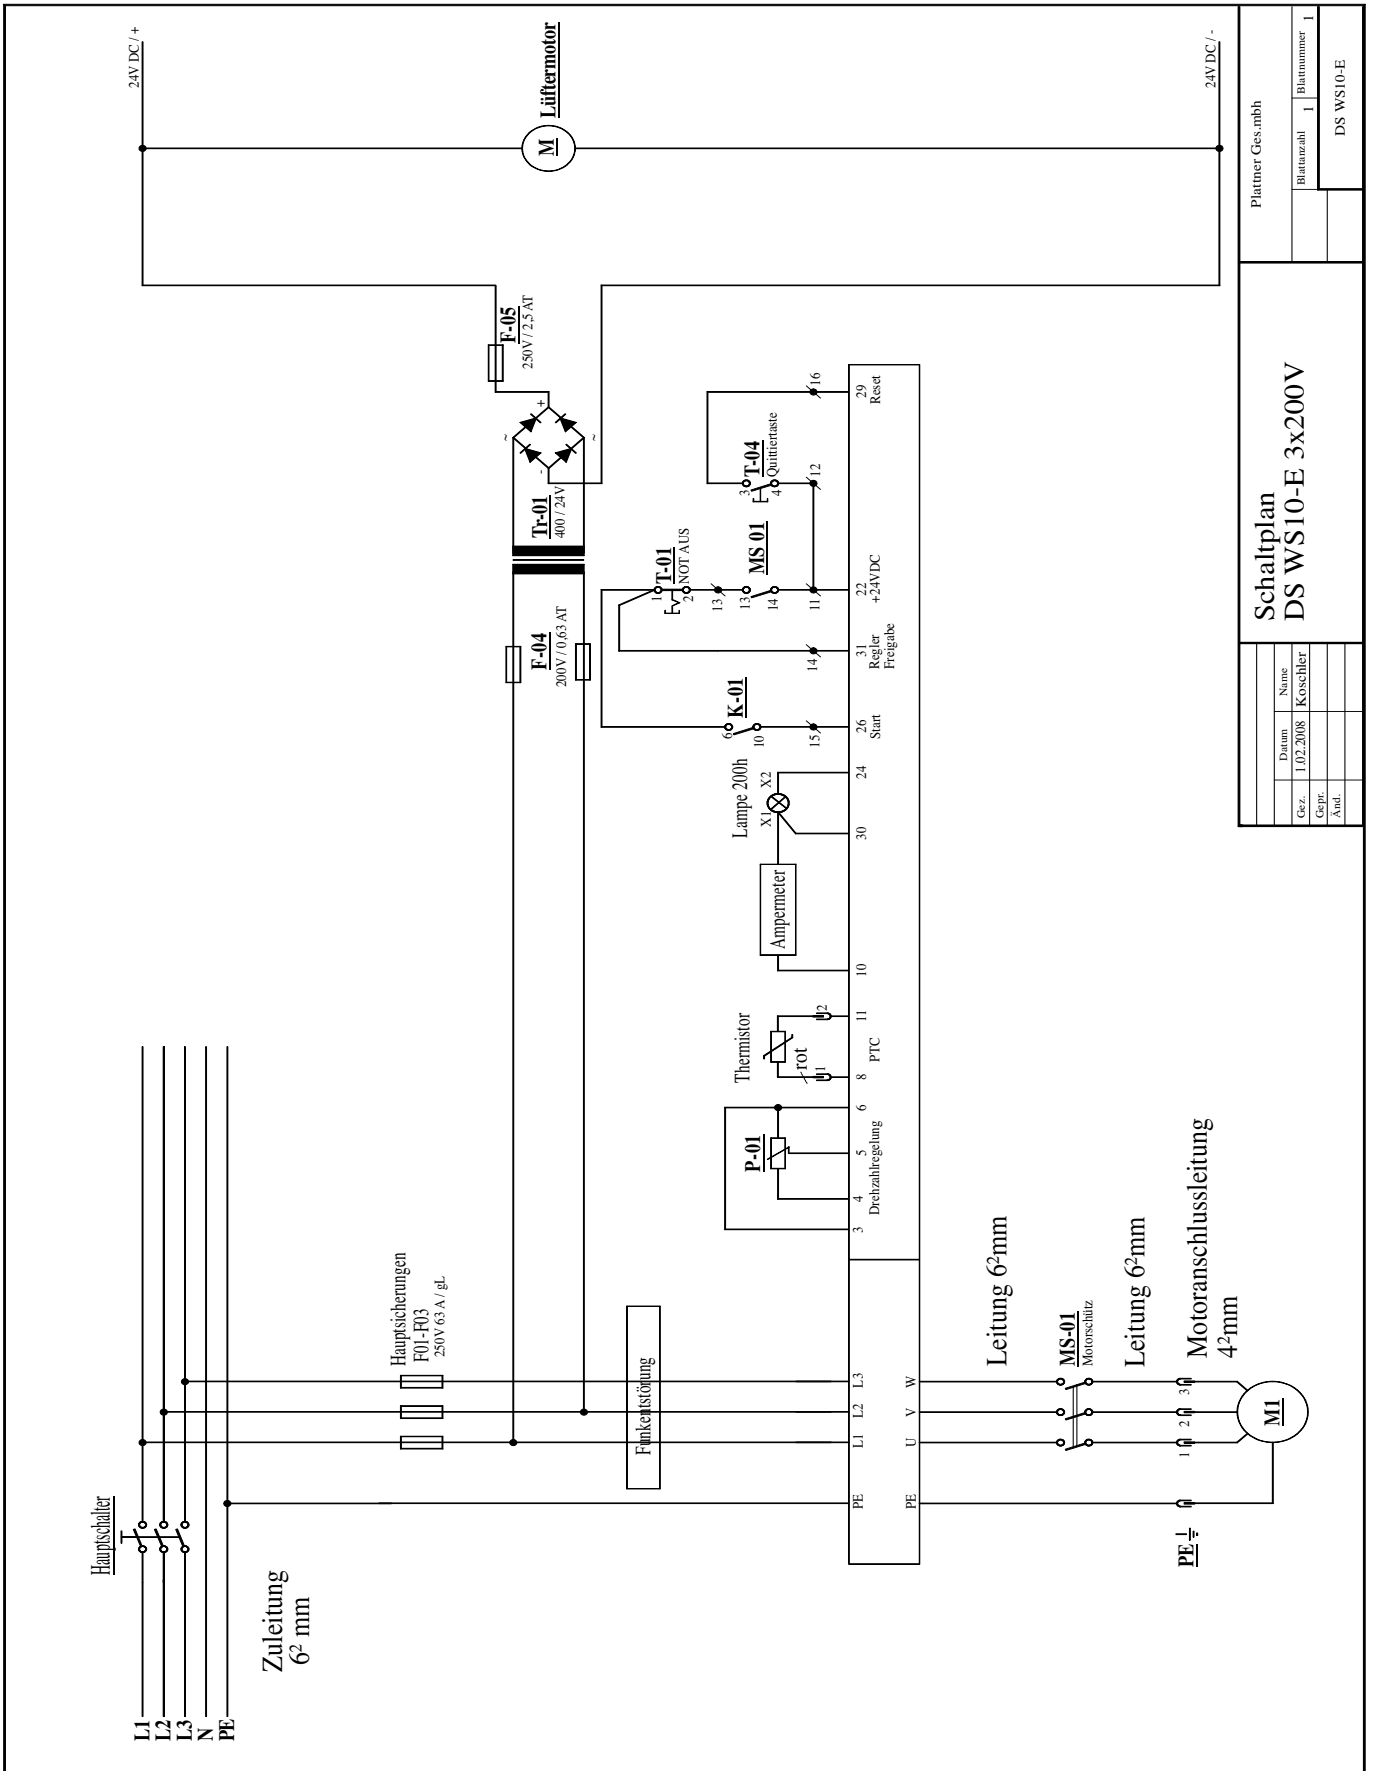 L1
L2
L3
N
PE
Zuleitung
6² mm
Hauptschalter
Hauptsicherungen
F01-F03
250V 63 A / gL
Funkentstörung
PE
L1
L2
L3
PE
U
V
W
Leitung 6²mm
MS-01
Motorschütz
Leitung 6²mm
Motoranschlussleitung
4²mm
1
2
3
PE
M1
P-01
3
4
5
6
Drehzahlregelung
Thermistor
rot
1
2
8
11
PTC
Ampermeter
10
Lampe 200h
X1
X2
30
24
K-01
6
10
15
26
Start
14
31
Regler
Freigabe
T-01
NOT AUS
1
2
13
MS 01
13
14
11
22
+24VDC
T-04
Quittiertaste
3
4
12
16
29
Reset
F-04
200V / 0,63 AT
Tr-01
400 / 24V
~
~
+
-
F-05
250V / 2,5 AT
24V DC / +
Lüftermotor
M
24V DC / -
Datum
Name
Gez.
1.02.2008
Koschler
Gepr.
Änd.
Schaltplan
DS WS10-E 3x200V
Plattner Ges.mbh
Blattanzahl 1
Blattnummer 1
DS WS10-E